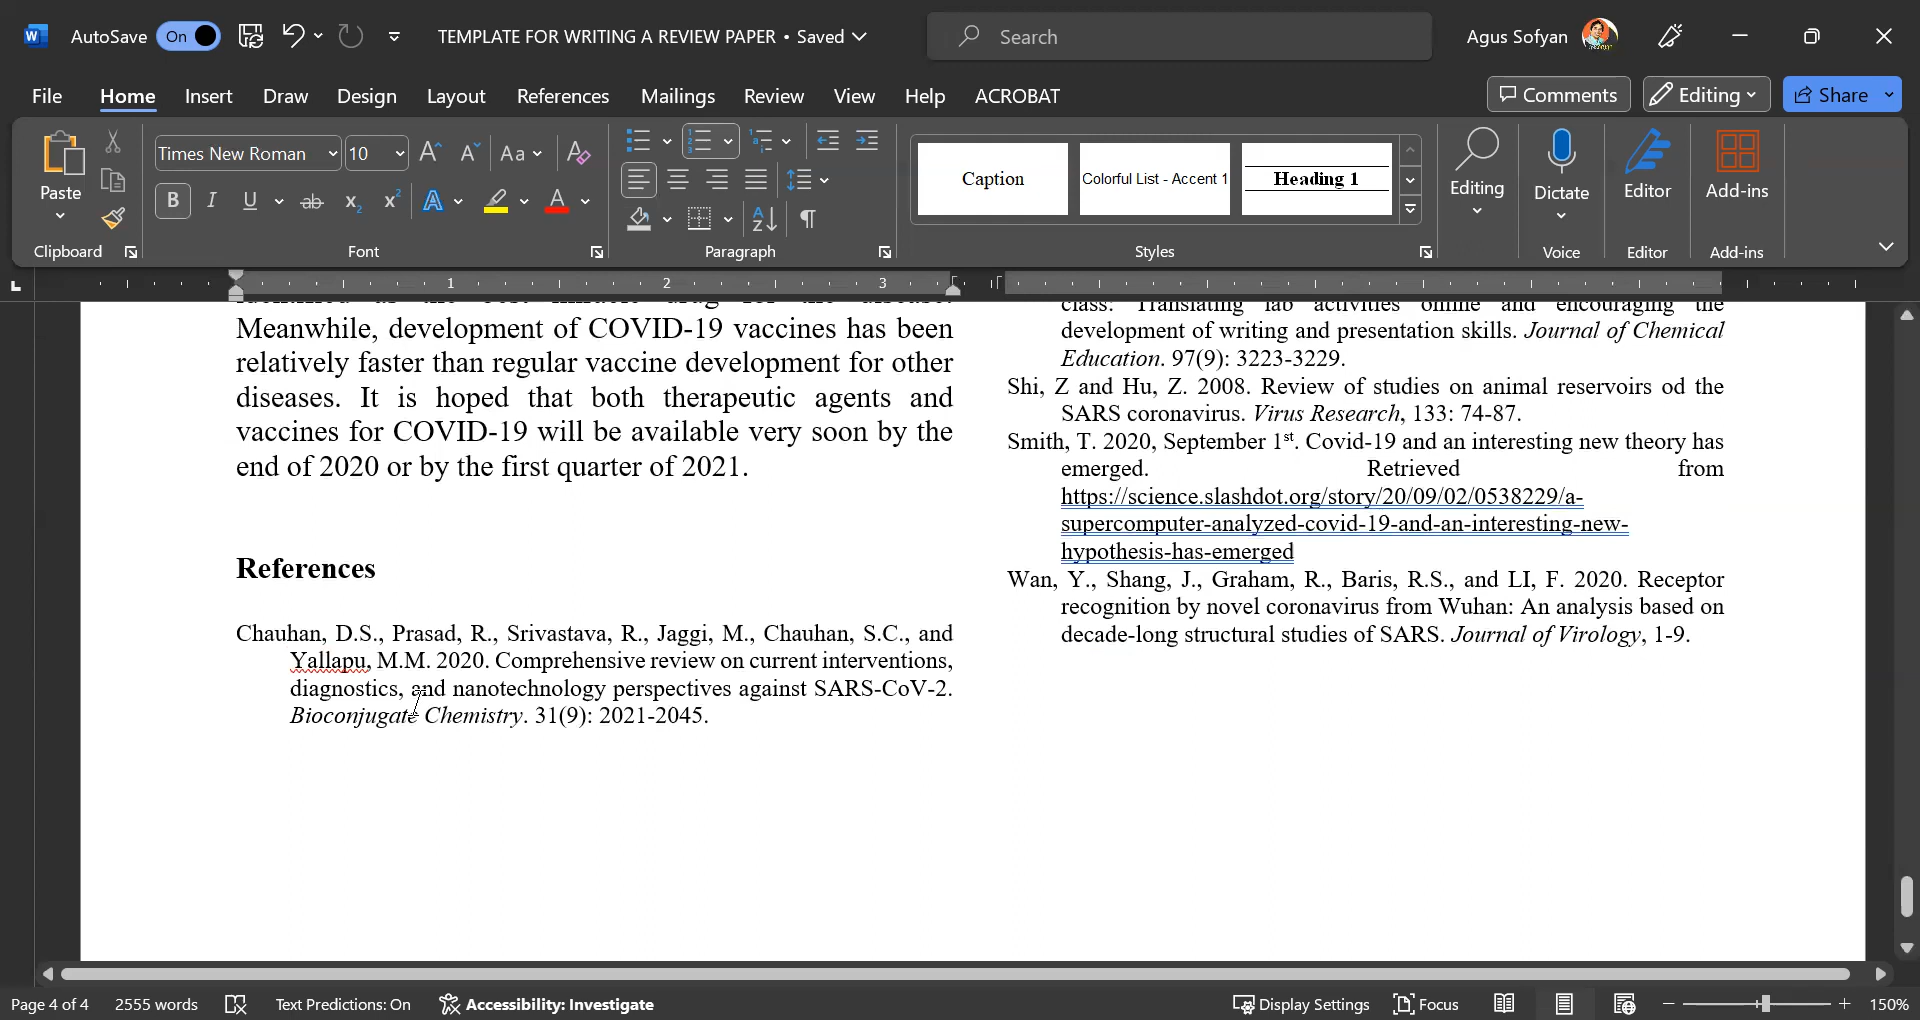 AutoSave On TEMPLATE FOR WRITING A REVIEW PAPER • Saved Search Agus Sofyan
File Home Insert Draw Design Layout References Mailings Review View Help ACROBAT Comments Editing Share
Paste Times New Roman 10 Aa Caption Colorful List - Accent 1 Heading 1 Editing Dictate Editor Add-ins
Clipboard Font Paragraph Styles Voice Editor Add-ins
1 2 3
Meanwhile, development of COVID-19 vaccines has been
relatively faster than regular vaccine development for other
diseases. It is hoped that both therapeutic agents and
vaccines for COVID-19 will be available very soon by the
end of 2020 or by the first quarter of 2021.
References
Chauhan, D.S., Prasad, R., Srivastava, R., Jaggi, M., Chauhan, S.C., and
Yallapu, M.M. 2020. Comprehensive review on current interventions,
diagnostics, and nanotechnology perspectives against SARS-CoV-2.
Bioconjugate Chemistry. 31(9): 2021-2045.
class: Translating lab activities online and encouraging the
development of writing and presentation skills. Journal of Chemical
Education. 97(9): 3223-3229.
Shi, Z and Hu, Z. 2008. Review of studies on animal reservoirs od the
SARS coronavirus. Virus Research, 133: 74-87.
Smith, T. 2020, September 1st. Covid-19 and an interesting new theory has
emerged. Retrieved from
https://science.slashdot.org/story/20/09/02/0538229/a-
supercomputer-analyzed-covid-19-and-an-interesting-new-
hypothesis-has-emerged
Wan, Y., Shang, J., Graham, R., Baris, R.S., and LI, F. 2020. Receptor
recognition by novel coronavirus from Wuhan: An analysis based on
decade-long structural studies of SARS. Journal of Virology, 1-9.
Page 4 of 4 2555 words Text Predictions: On Accessibility: Investigate Display Settings Focus 150%